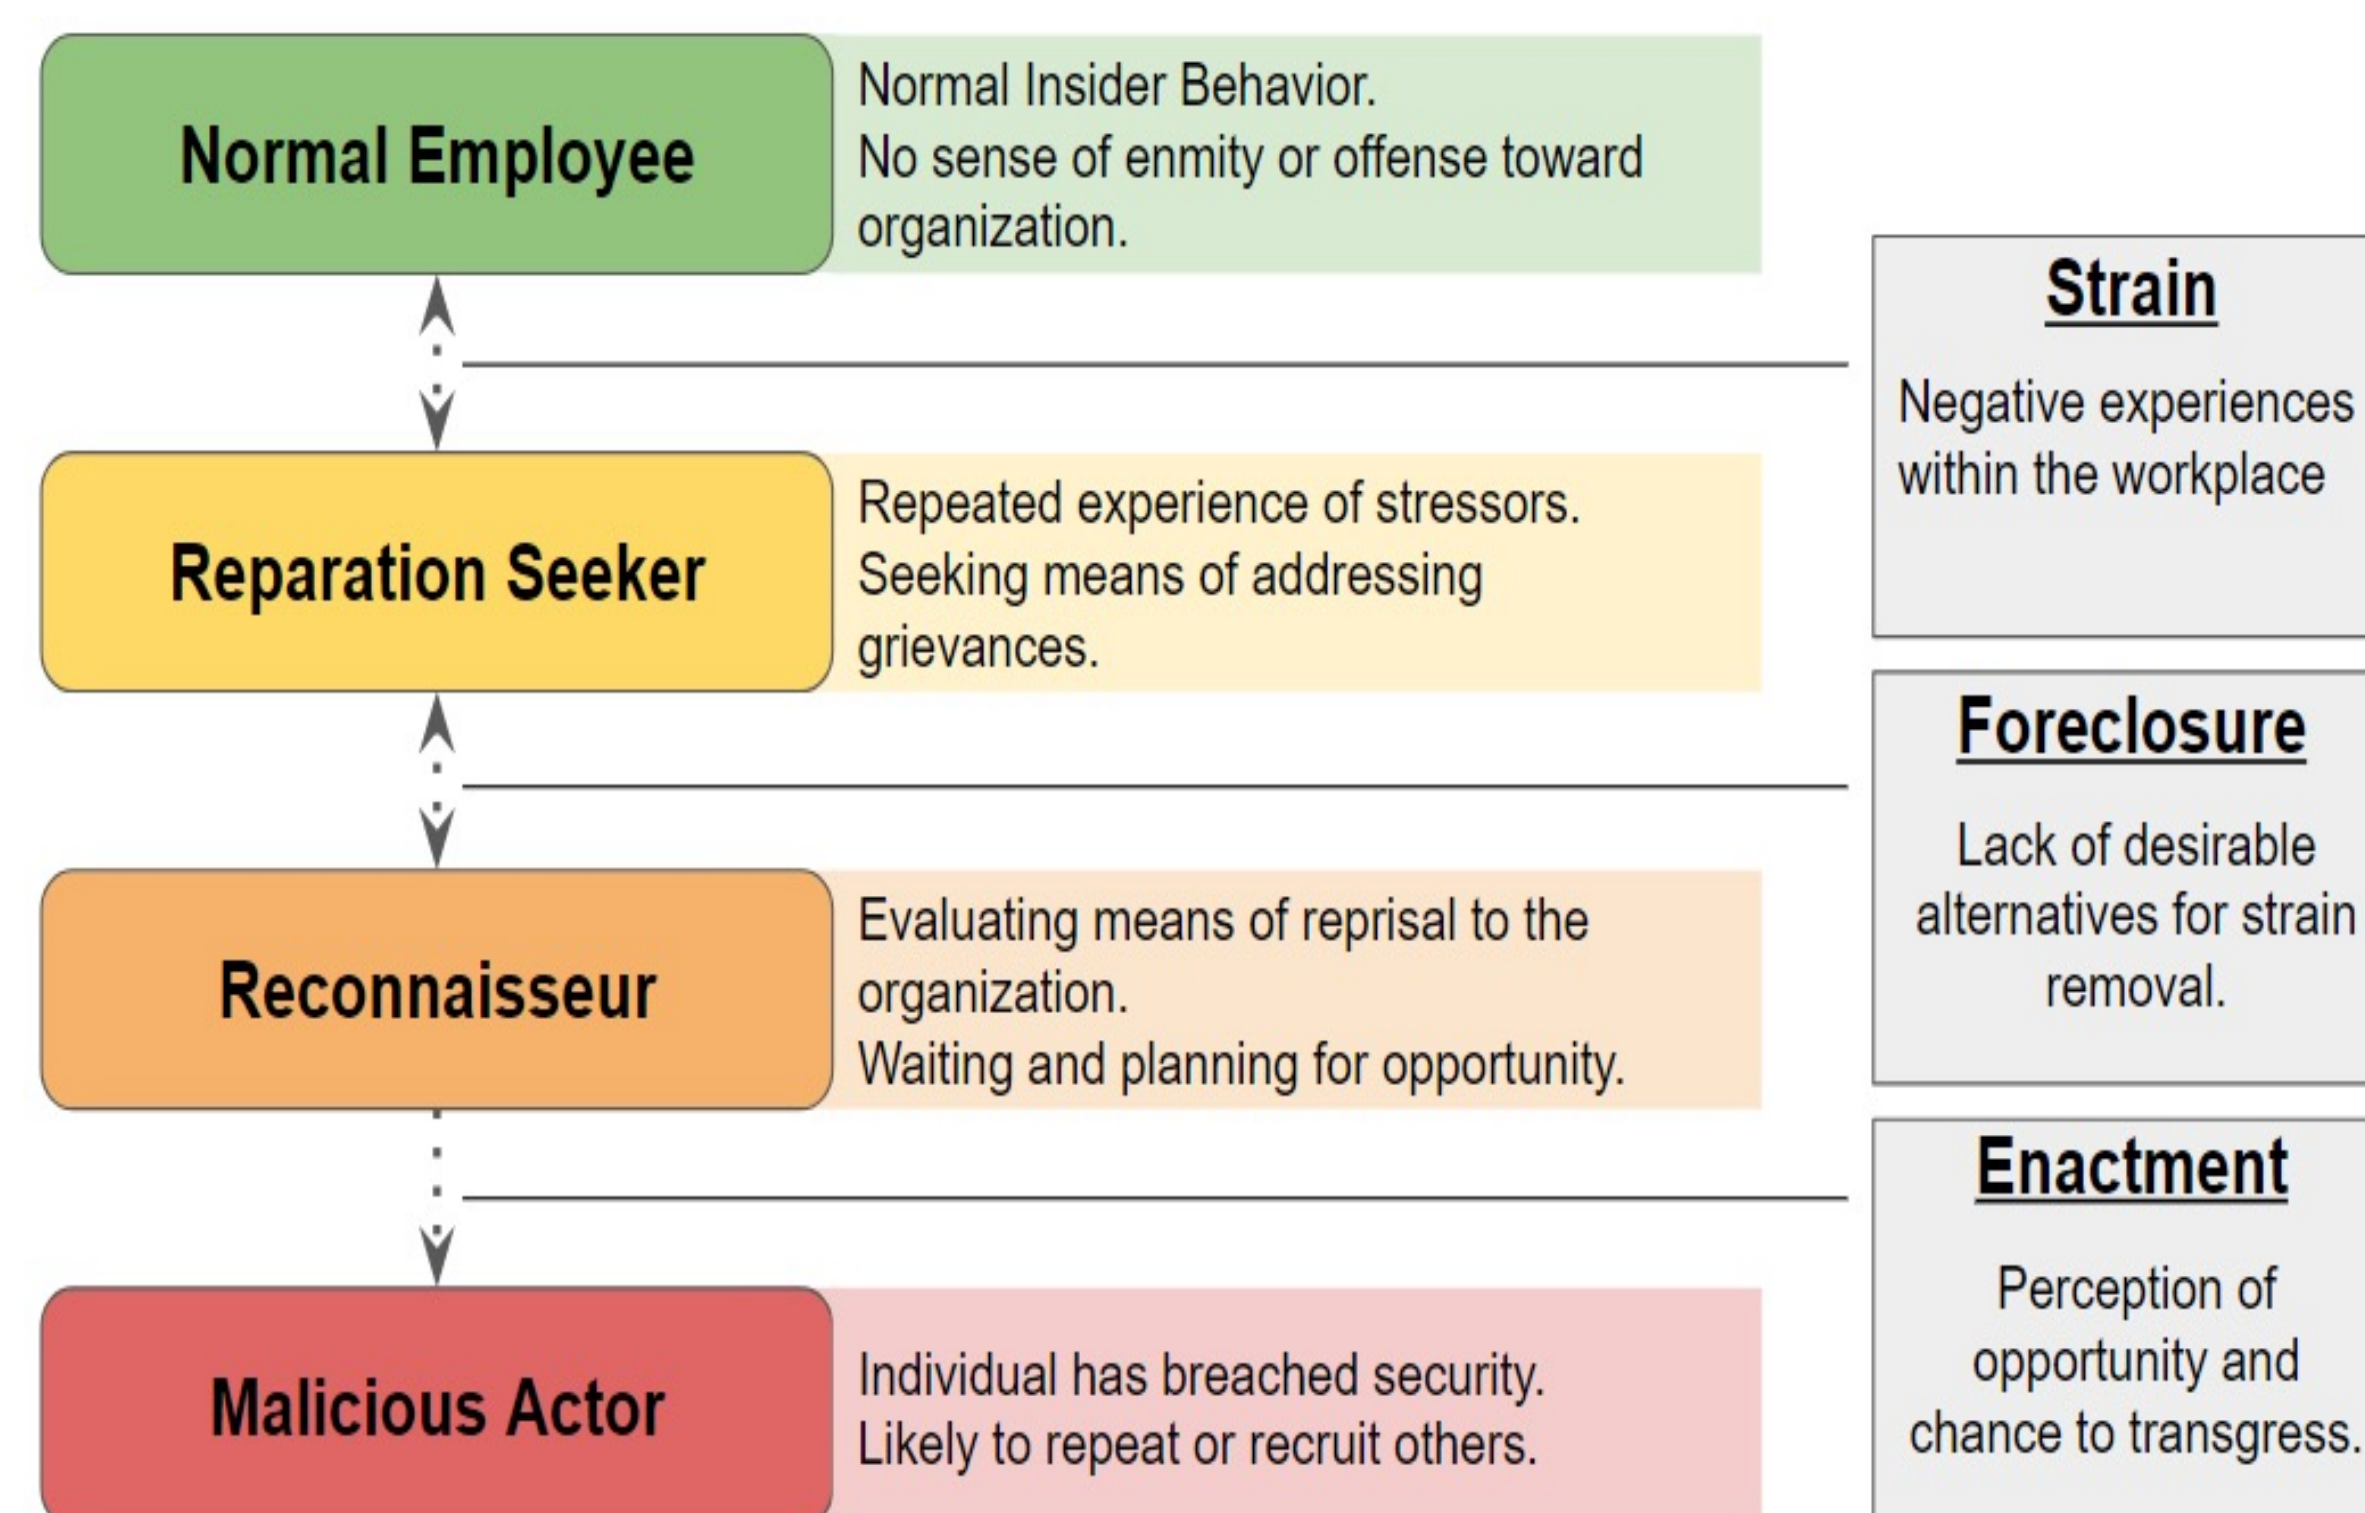 Normal Employee
Normal Insider Behavior.
No sense of enmity or offense toward
organization.
Strain
Negative experiences
within the workplace
Reparation Seeker
Repeated experience of stressors.
Seeking means of addressing
grievances.
Foreclosure
Lack of desirable
alternatives for strain
removal.
Reconnaisseur
Evaluating means of reprisal to the
organization.
Waiting and planning for opportunity.
Enactment
Perception of
opportunity and
chance to transgress.
Malicious Actor
Individual has breached security.
Likely to repeat or recruit others.